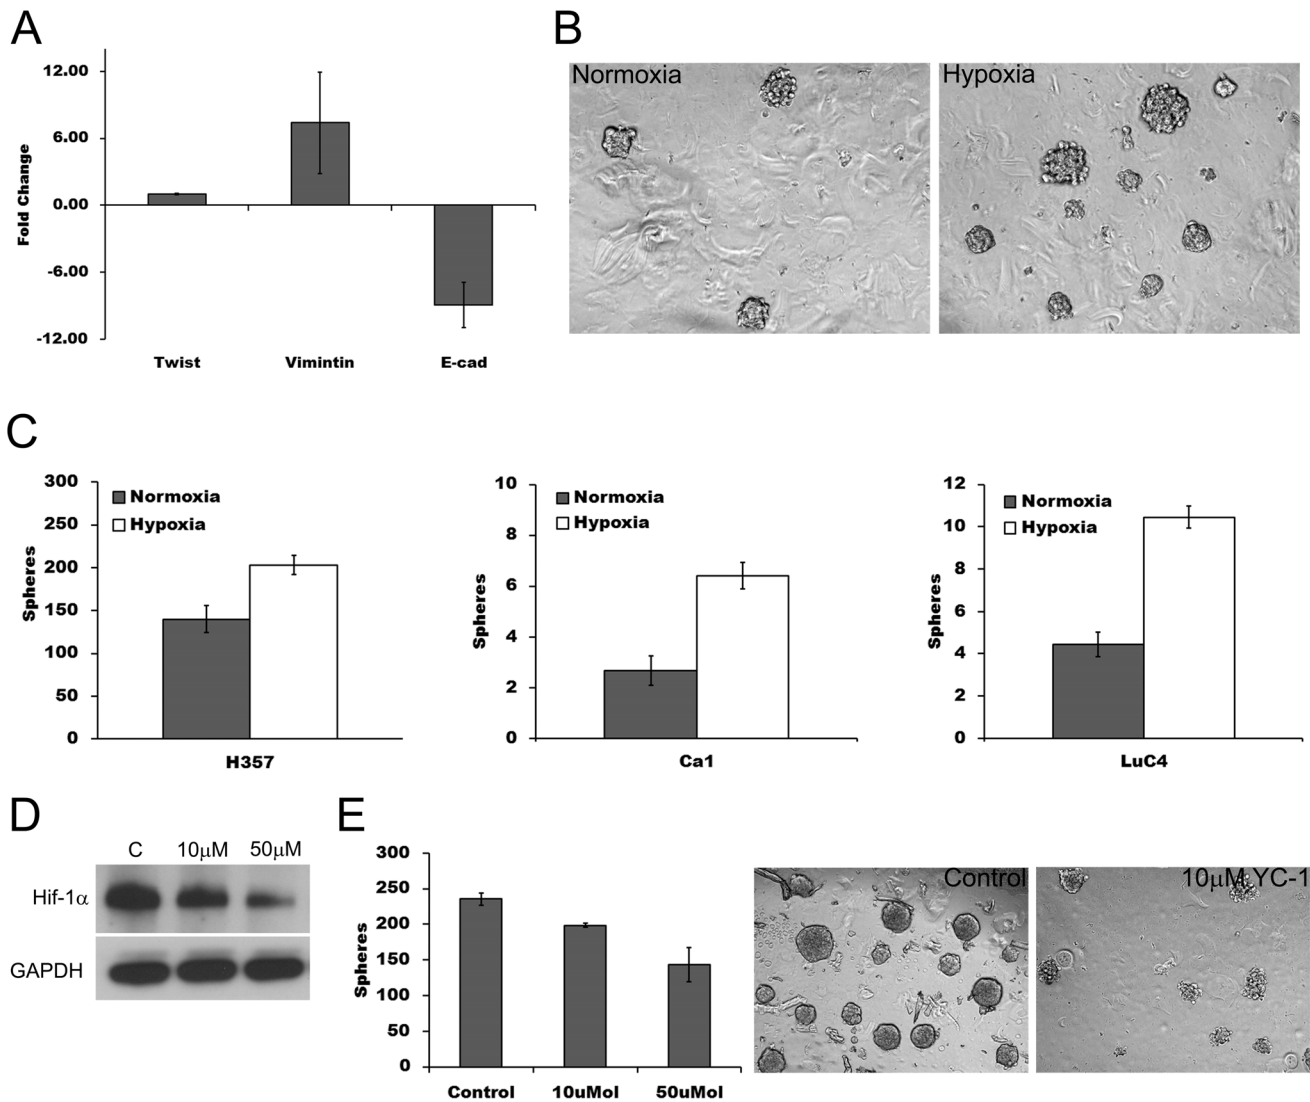 A
12.00
6.00
0.00
-6.00
-12.00
Fold Change
Twist
Vimintin
E-cad
B
Normoxia
Hypoxia
C
300
250
200
150
100
50
0
Spheres
Normoxia
Hypoxia
H357
10
8
6
4
2
0
Spheres
Normoxia
Hypoxia
Ca1
12
10
8
6
4
2
0
Spheres
Normoxia
Hypoxia
LuC4
D
C 10μM 50μM
Hif-1α
GAPDH
E
300
250
200
150
100
50
0
Spheres
Control
10uMol
50uMol
Control
10μM YC-1